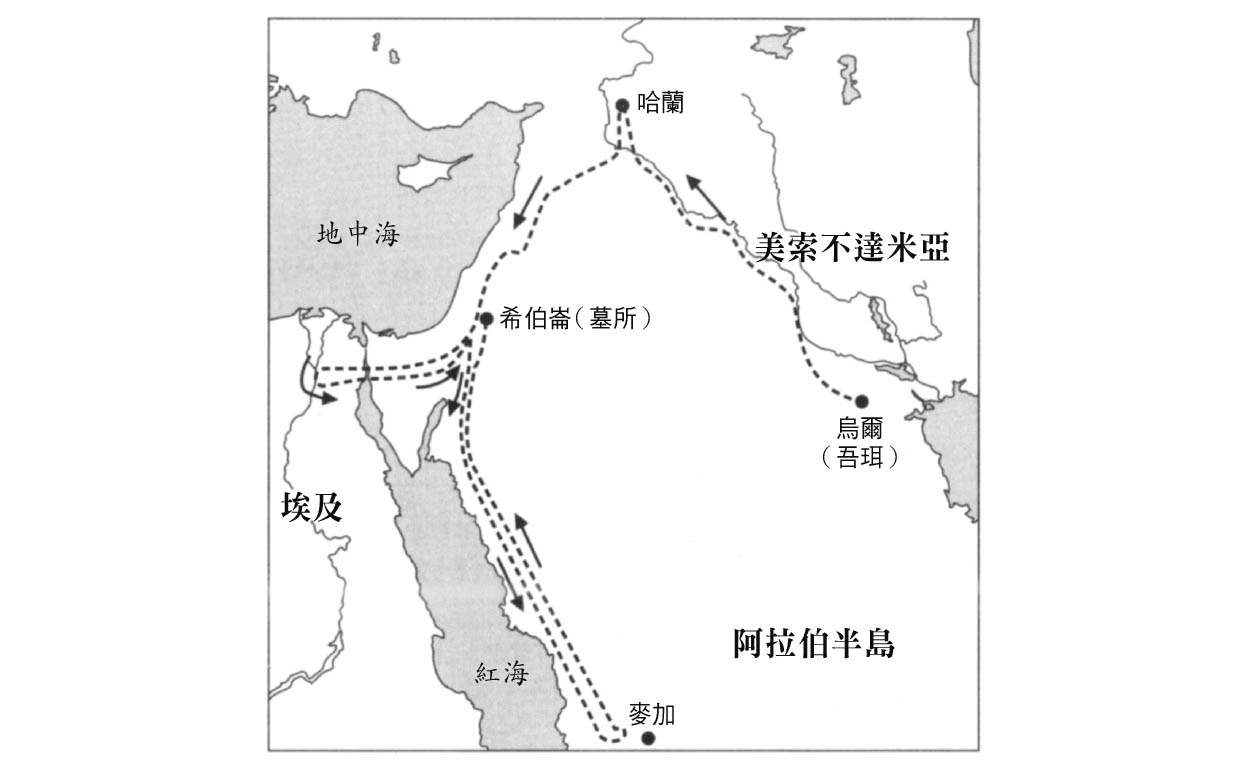 哈蘭
地中海
美索不達米亞
希伯崙（墓所）
烏爾
（吾珥）
埃及
阿拉伯半島
紅海
麥加